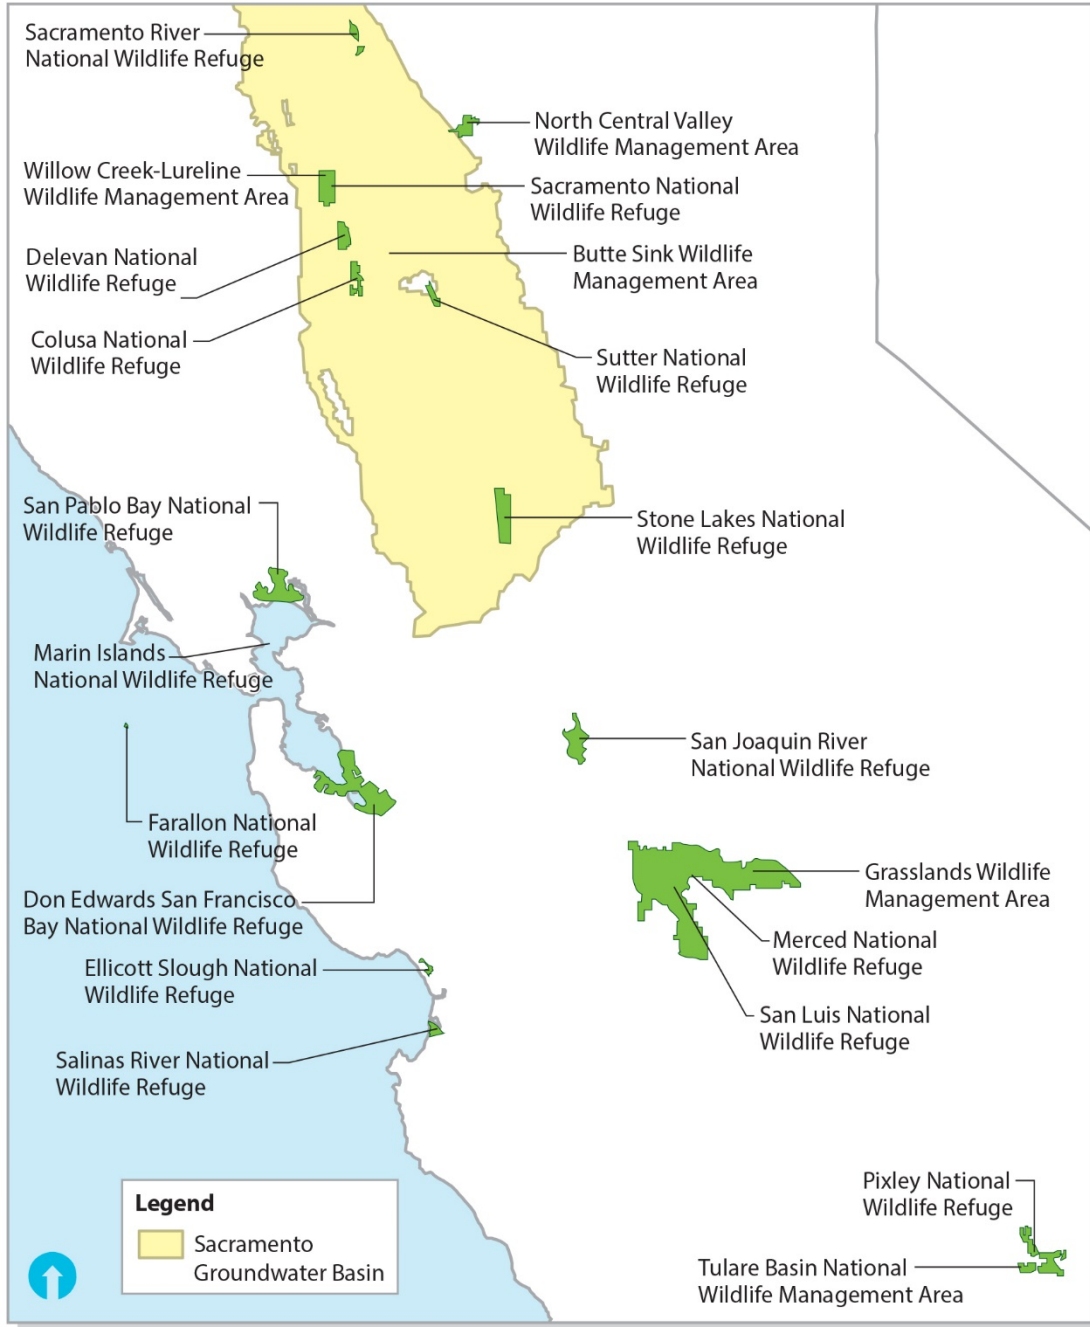 Sacramento River
National Wildlife Refuge
North Central Valley
Wildlife Management Area
Willow Creek-Lureline
Wildlife Management Area
Sacramento National
Wildlife Refuge
Delevan National
Wildlife Refuge
Butte Sink Wildlife
Management Area
Colusa National
Wildlife Refuge
Sutter National
Wildlife Refuge
San Pablo Bay National
Wildlife Refuge
Stone Lakes National
Wildlife Refuge
Marin Islands
National Wildlife Refuge
San Joaquin River
National Wildlife Refuge
Farallon National
Wildlife Refuge
Grasslands Wildlife
Management Area
Don Edwards San Francisco
Bay National Wildlife Refuge
Merced National
Wildlife Refuge
Ellicott Slough National
Wildlife Refuge
San Luis National
Wildlife Refuge
Salinas River National
Wildlife Refuge
Pixley National
Wildlife Refuge
Tulare Basin National
Wildlife Management Area
Legend
Sacramento
Groundwater Basin